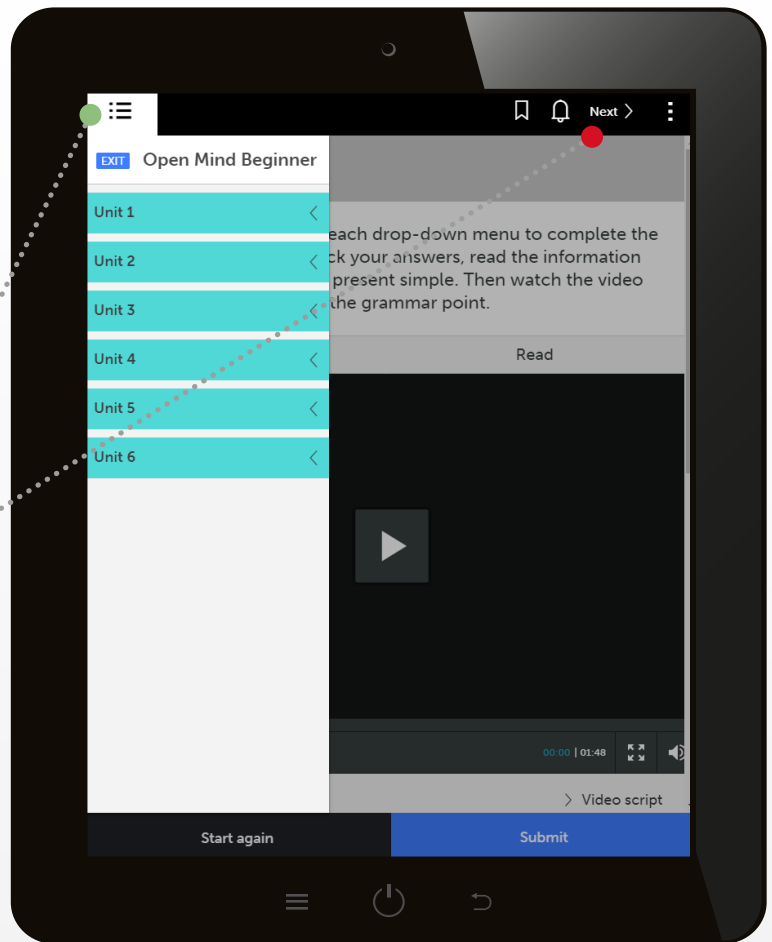 Next
EXIT Open Mind Beginner
Unit 1
each drop-down menu to complete the
Unit 2
ck your answers, read the information
present simple. Then watch the video
Unit 3
the grammar point.
Unit 4
Read
Unit 5
Unit 6
00:00 | 01:48
Video script
Start again
Submit